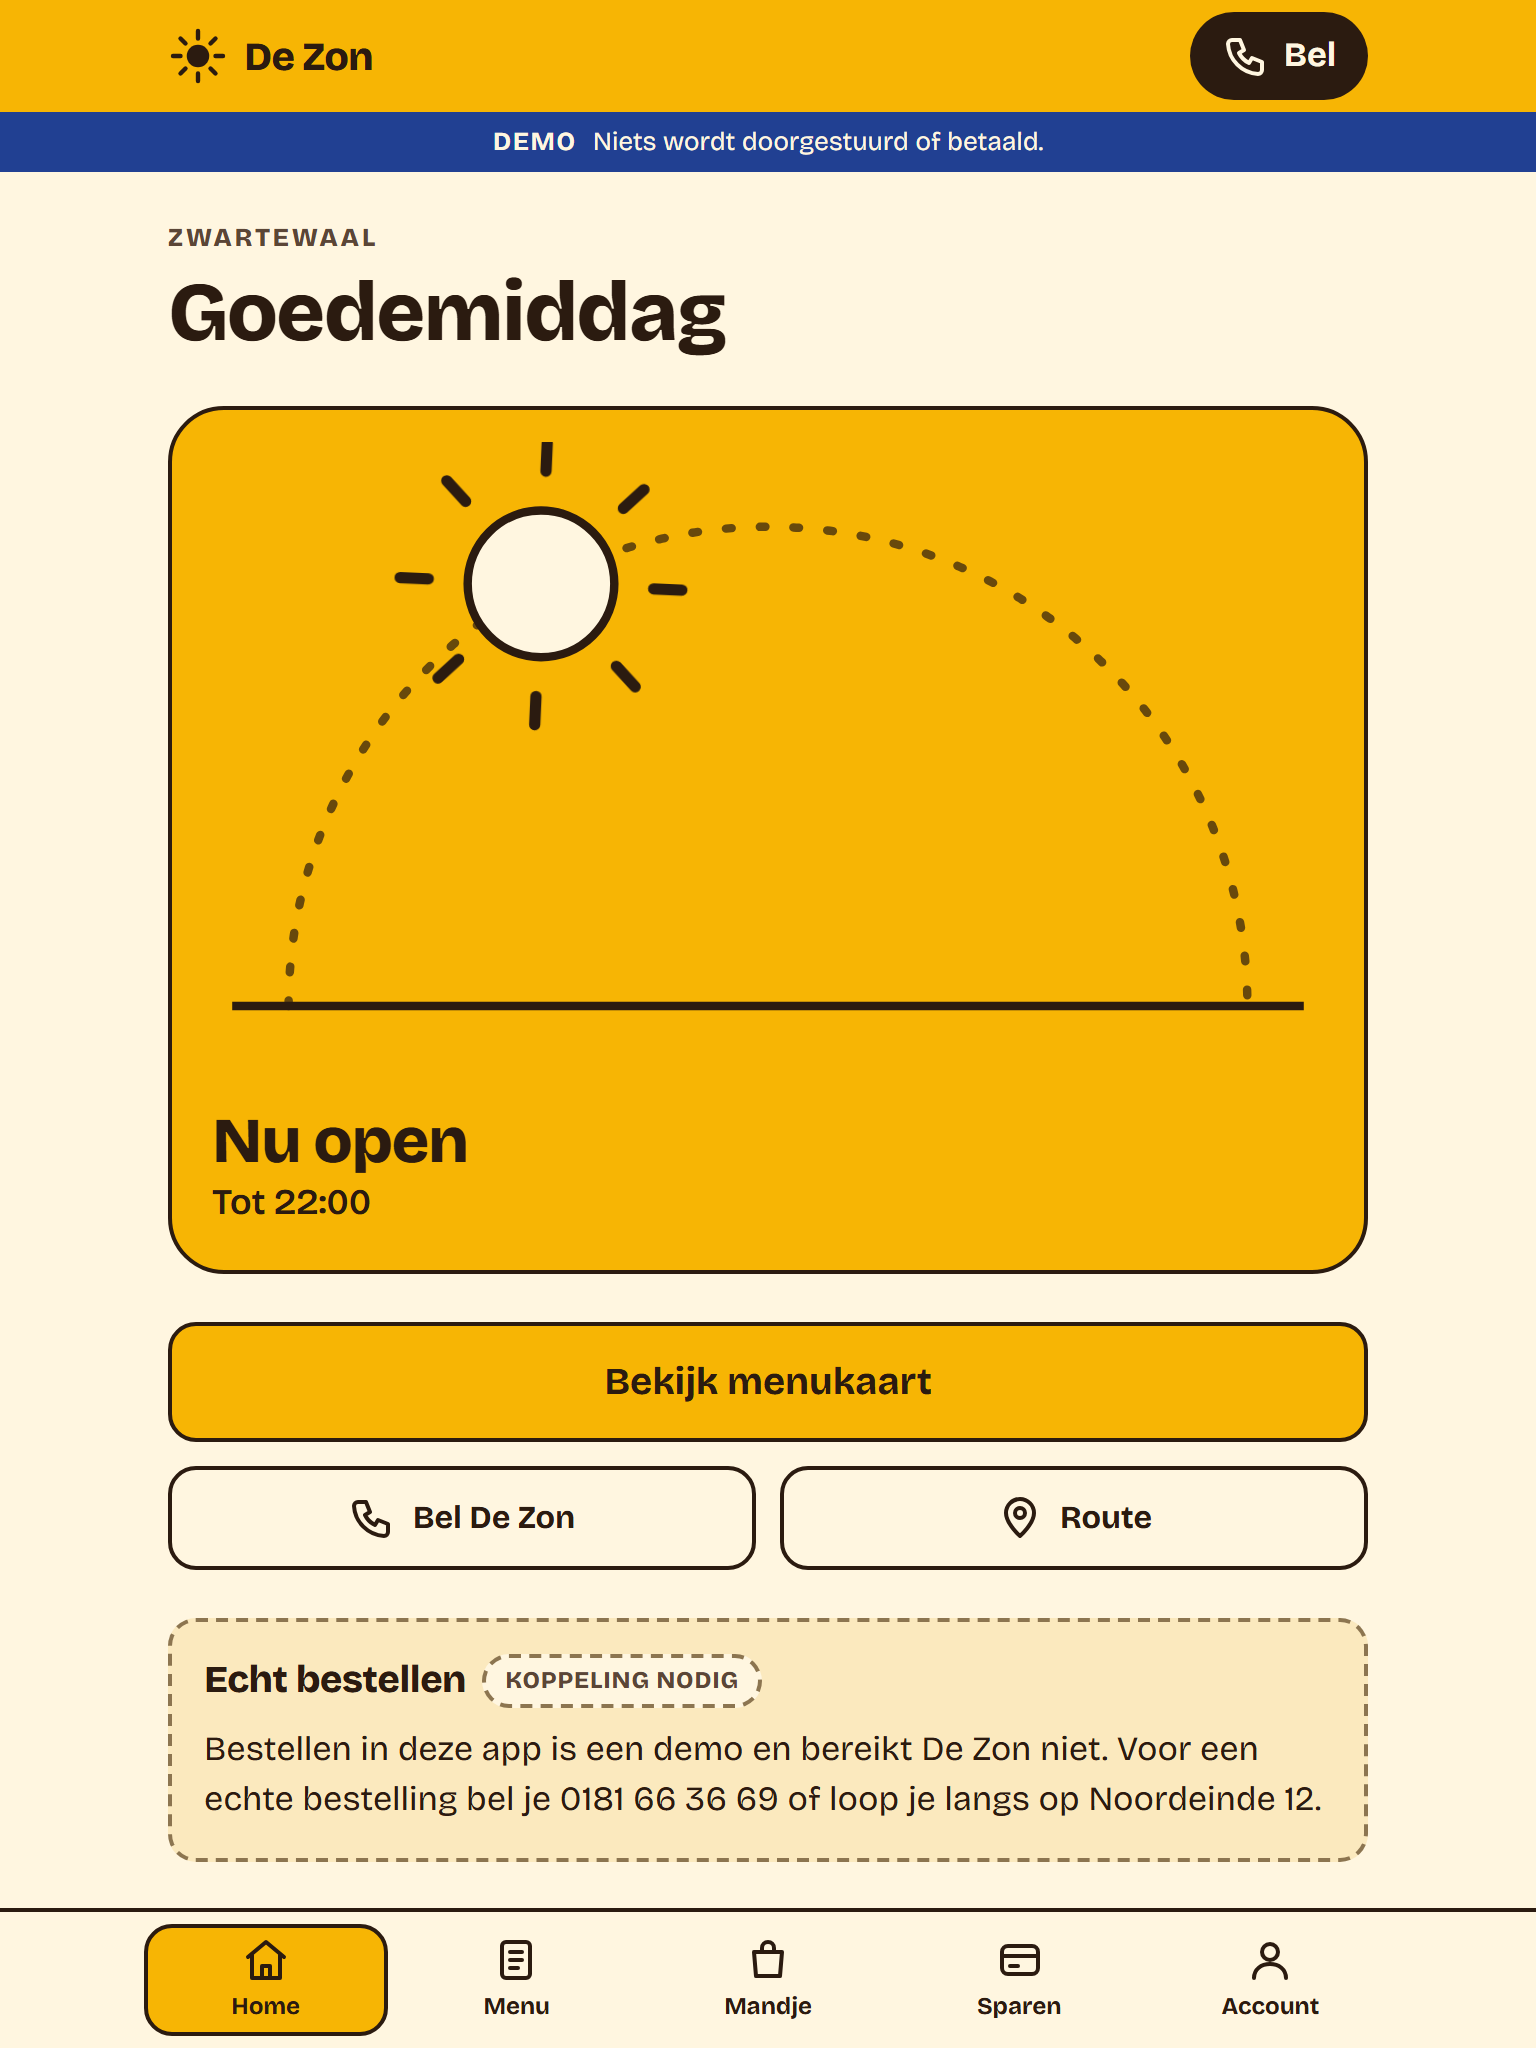 De Zon
Bel
DEMO Niets wordt doorgestuurd of betaald.
ZWARTEWAAL
Goedemiddag
Nu open
Tot 22:00
Bekijk menukaart
Bel De Zon
Route
Echt bestellen KOPPELING NODIG
Bestellen in deze app is een demo en bereikt De Zon niet. Voor een
echte bestelling bel je 0181 66 36 69 of loop je langs op Noordeinde 12.
Home
Menu
Mandje
Sparen
Account